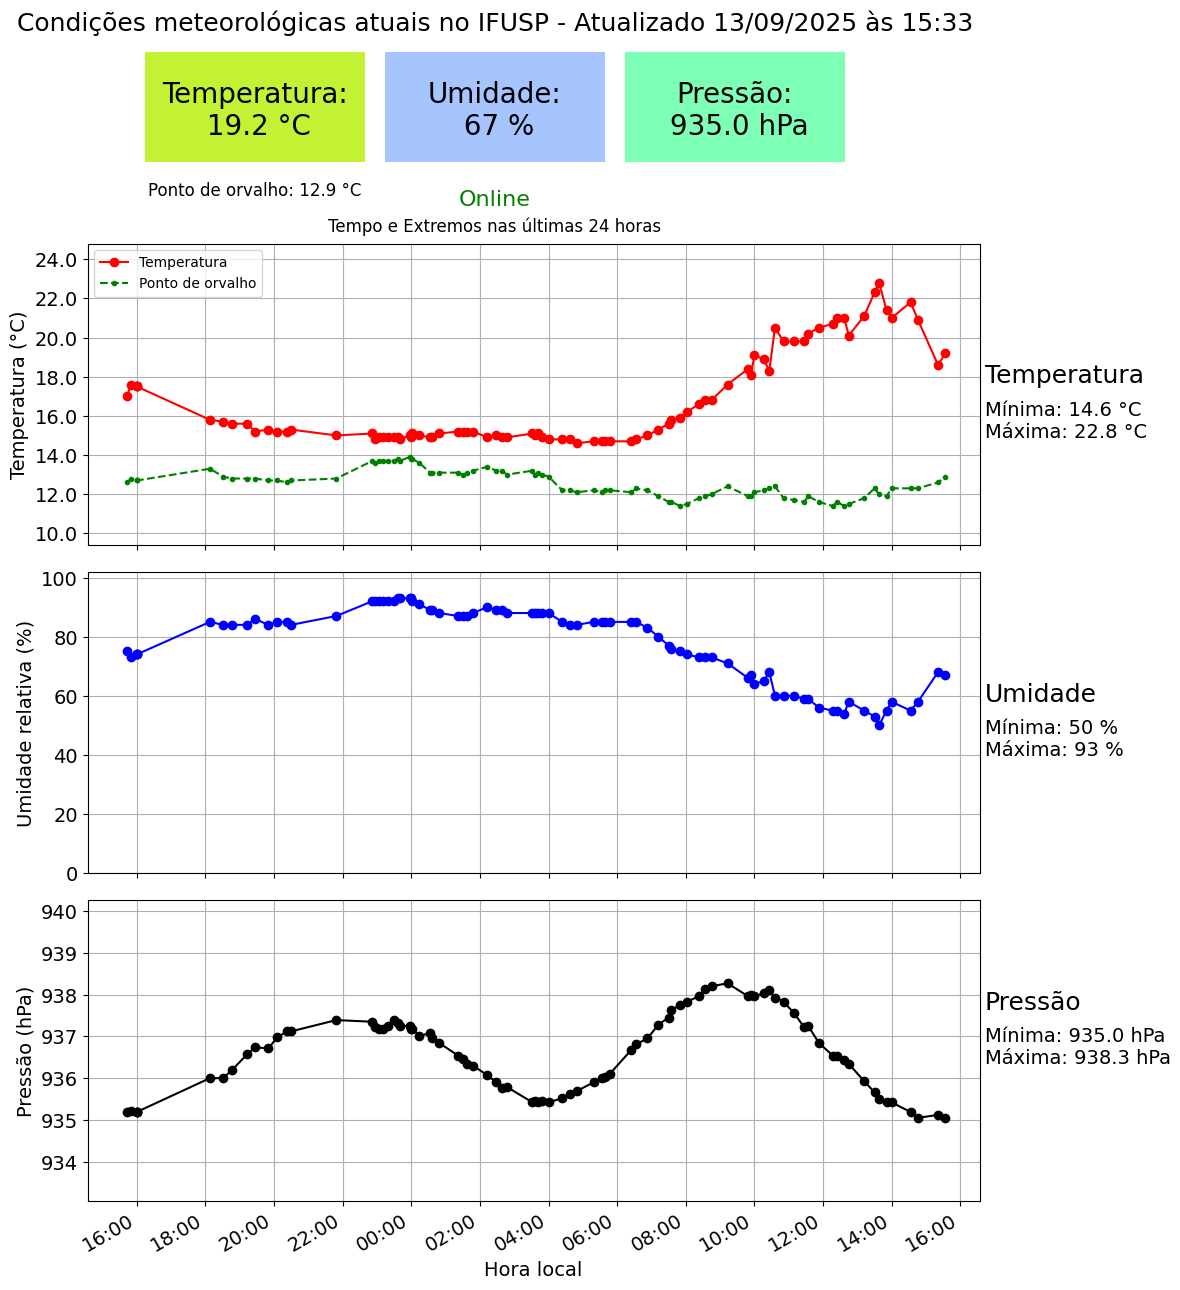 Condições meteorológicas atuais no IFUSP - Atualizado 13/09/2025 às 15:33
Temperatura:
19.2 °C
Umidade:
67 %
Pressão:
935.0 hPa
Ponto de orvalho: 12.9 °C
Online
Tempo e Extremos nas últimas 24 horas
Temperatura
Ponto de orvalho
Temperatura (°C)
24.0
22.0
20.0
18.0
16.0
14.0
12.0
10.0
Temperatura
Mínima: 14.6 °C
Máxima: 22.8 °C
Umidade relativa (%)
100
80
60
40
20
0
Umidade
Mínima: 50 %
Máxima: 93 %
Pressão (hPa)
940
939
938
937
936
935
934
Pressão
Mínima: 935.0 hPa
Máxima: 938.3 hPa
16:00 18:00 20:00 22:00 00:00 02:00 04:00 06:00 08:00 10:00 12:00 14:00 16:00
Hora local